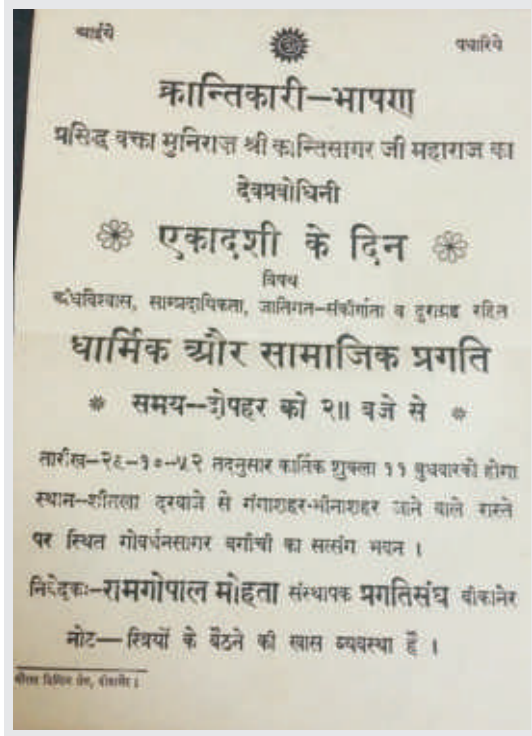 आईये पधारिये
ॐ
क्रान्तिकारी–भाषण
प्रसिद्ध वक्ता मुनिराज श्री कान्तिसागर जी महाराज का
देवप्रबोधिनी
एकादशी के दिन
विषय
अंधविश्वास, साम्प्रदायिकता, जातिगत–संकीर्णता व दुराग्रह रहित
धार्मिक और सामाजिक प्रगति
* समय–दोपहर को २॥ बजे से *
तारीख–२९–१०–५२ तदनुसार कार्तिक शुक्ला ११ बुधवारको होगा
स्थान–शीतला दरवाजे से गंगाशहर-भीनाशहर जाने वाले रास्ते
पर स्थित गोवर्धनसागर बगीची का सत्संग भवन ।
निवेदकः–रामगोपाल मोहता संस्थापक प्रगतिसंघ बीकानेर
नोट— स्त्रियों के बैठने की खास व्यवस्था है ।
प्रेस, बीकानेर ।